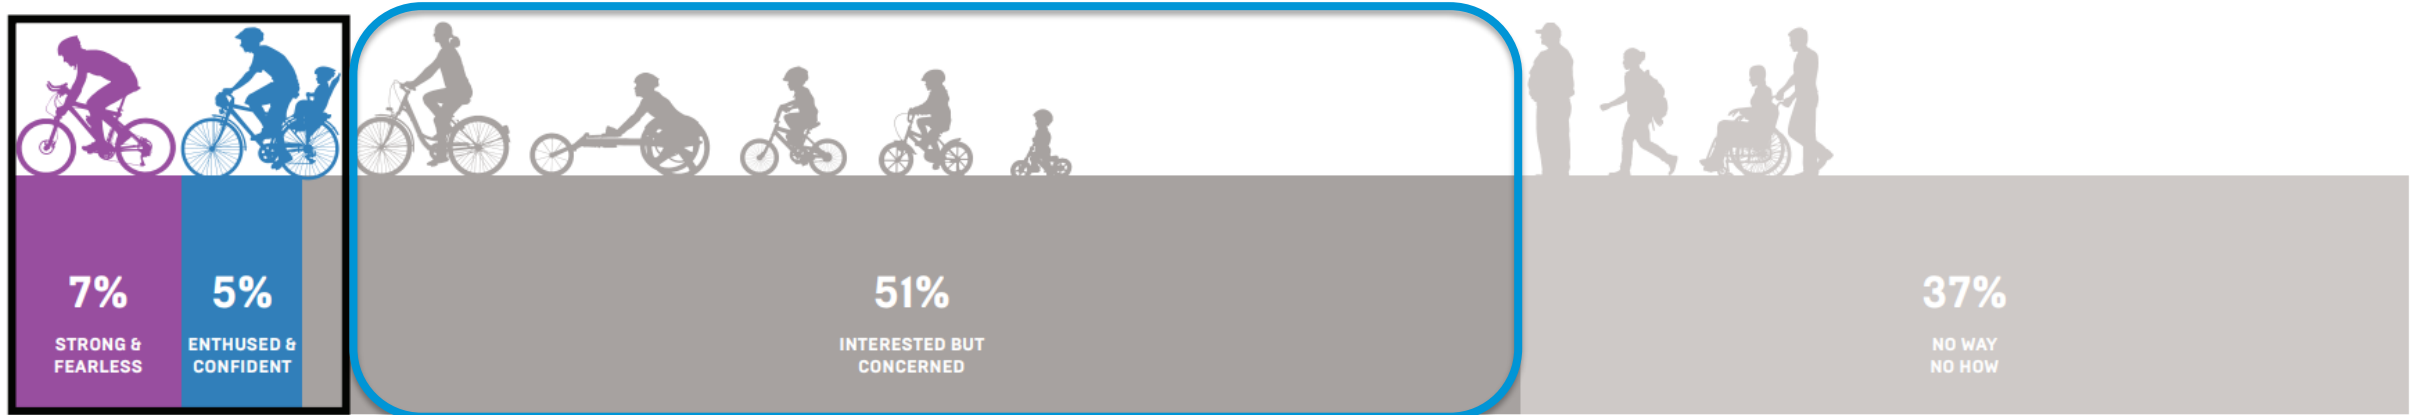 7%
STRONG &
FEARLESS
5%
ENTHUSED &
CONFIDENT
51%
INTERESTED BUT
CONCERNED
37%
NO WAY
NO HOW